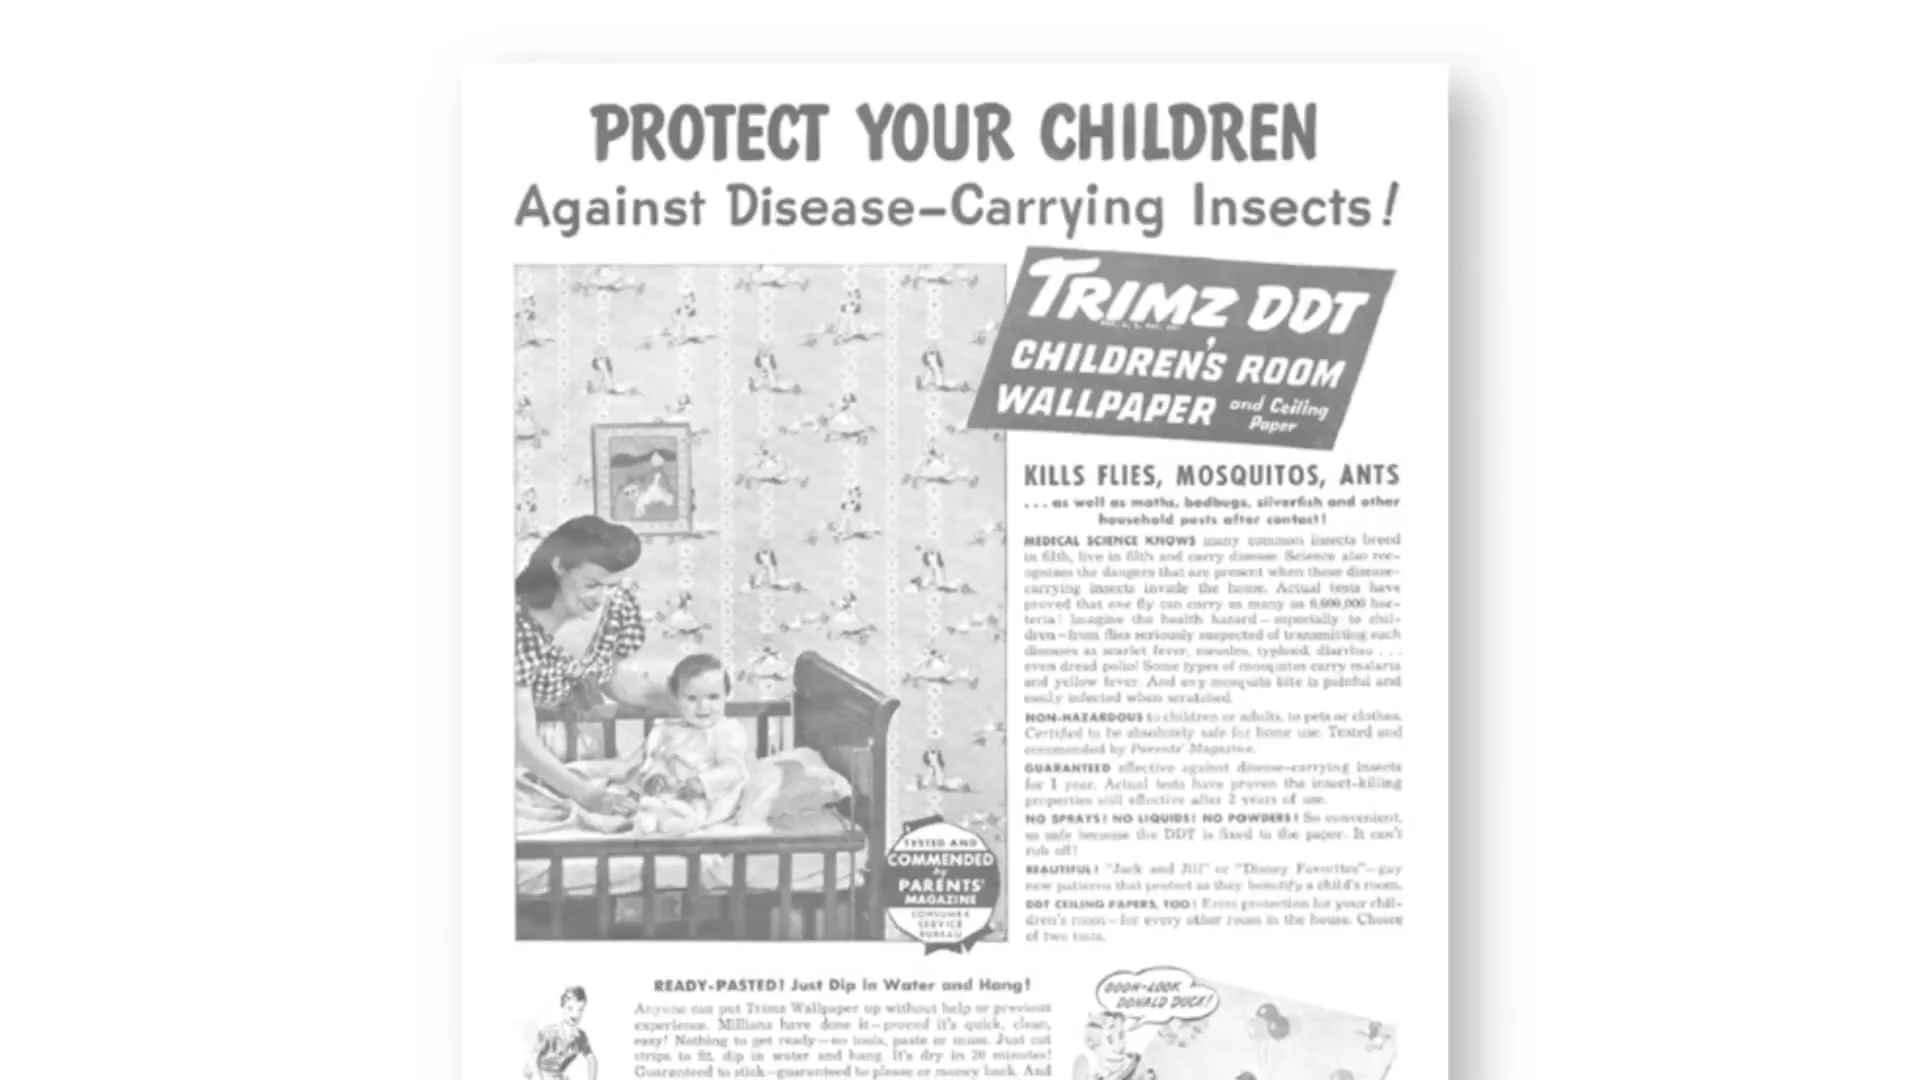 PROTECT YOUR CHILDREN
Against Disease-Carrying Insects!
TRIMZ DDT
CHILDREN'S ROOM
WALLPAPER and Ceiling
Paper
KILLS FLIES, MOSQUITOS, ANTS
... as well as moths, bedbugs, silverfish and other
household pests after contact!
MEDICAL SCIENCE KNOWS many common insects breed
in filth, live in filth and carry disease. Science also rec-
ognizes the dangers that are present when these disease-
carrying insects invade the home. Actual tests have
proved that one fly can carry as many as 6,600,000 bac-
teria! Imagine the health hazard—especially to chil-
dren—from flies seriously suspected of transmitting such
diseases as scarlet fever, measles, typhoid, diarrhea ...
even dread polio! Some types of mosquitos carry malaria
and yellow fever. And any mosquito bite is painful and
easily infected when scratched.
NON-HAZARDOUS to children or adults, to pets or clothes.
Certified to be absolutely safe for home use. Tested and
commended by Parents' Magazine.
GUARANTEED effective against disease-carrying insects
for 1 year. Actual tests have proven the insect-killing
properties still effective after 2 years of use.
NO SPRAYS! NO LIQUIDS! NO POWDERS! So convenient,
so safe because the DDT is fixed to the paper. It can't
rub off!
BEAUTIFUL! "Jack and Jill" or "Disney Favorites"—gay
new patterns that protect as they beautify a child's room.
DDT CEILING PAPERS, TOO! Extra protection for your chil-
dren's room—for every other room in the house. Choice
of two tints.
TESTED AND
COMMENDED
by
PARENTS'
MAGAZINE
CONSUMER
SERVICE
BUREAU
READY-PASTED! Just Dip in Water and Hang!
Anyone can put Trimz Wallpaper up without help or previous
experience. Millions have done it—proved it's quick, clean,
easy! Nothing to get ready—no tools, paste or muss. Just cut
strips to fit, dip in water and hang. It's dry in 20 minutes!
Guaranteed to stick—guaranteed to please or money back. And
OOOH-LOOK
DONALD DUCK!